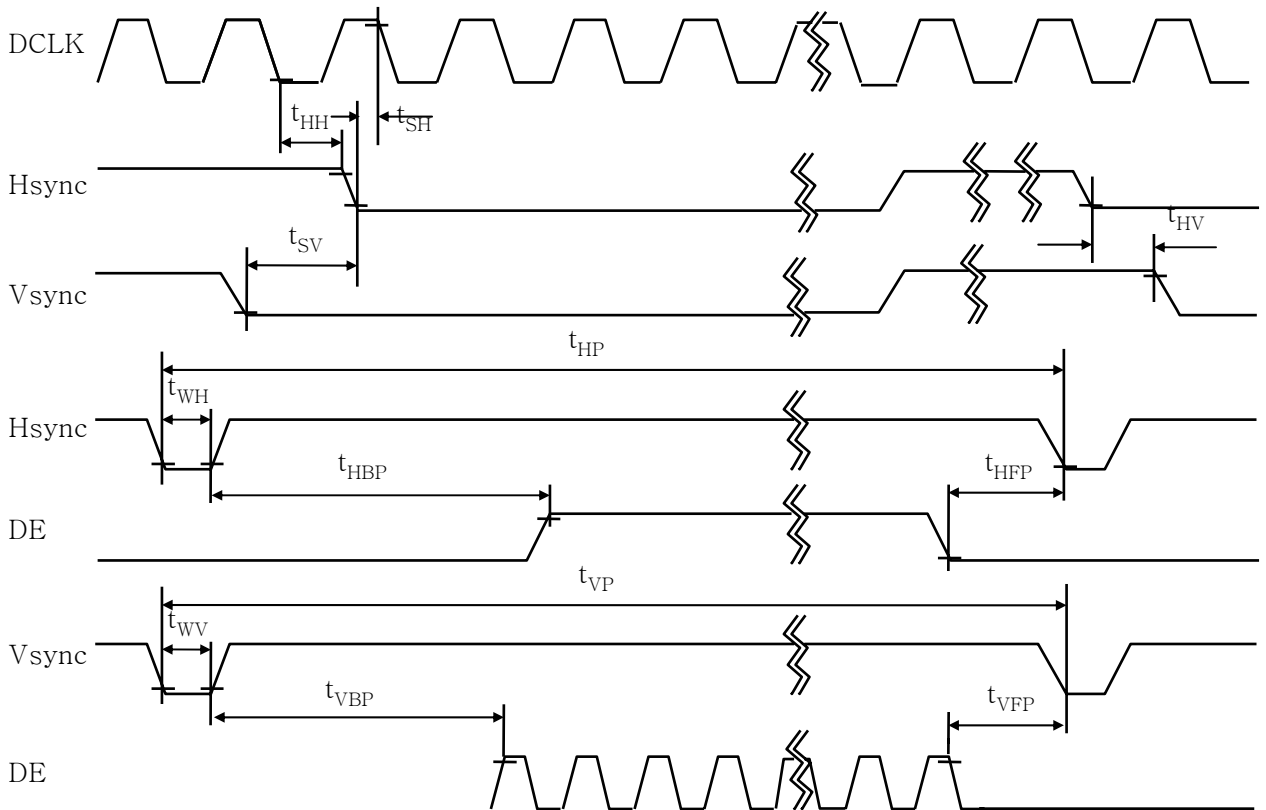 DCLK
tHH
tSH
Hsync
tHV
tSV
Vsync
tHP
tWH
Hsync
tHBP
tHFP
DE
tVP
tWV
Vsync
tVBP
tVFP
DE